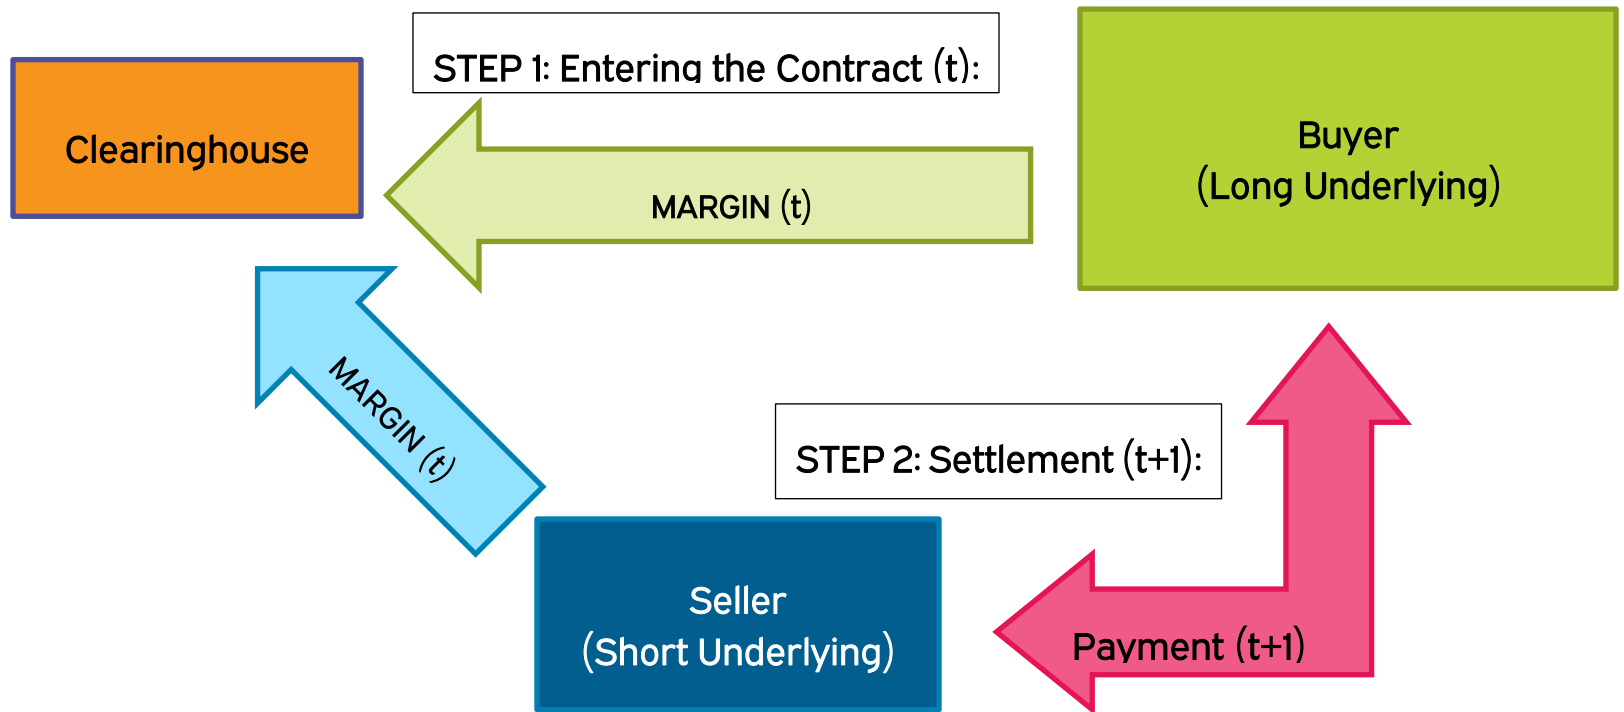 STEP 1: Entering the Contract (t):
Clearinghouse
Buyer
(Long Underlying)
MARGIN (t)
MARGIN (t)
STEP 2: Settlement (t+1):
Seller
(Short Underlying)
Payment (t+1)